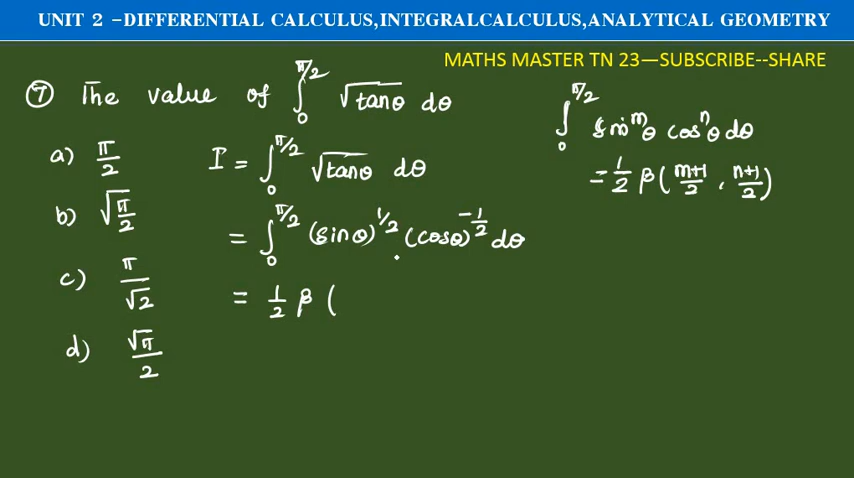 UNIT 2 –DIFFERENTIAL CALCULUS,INTEGRALCALCULUS,ANALYTICAL GEOMETRY
MATHS MASTER TN 23—SUBSCRIBE--SHARE
⑦ The value of ∫₀^{π/2} √tanθ dθ
a) π/2
b) √(π/2)
c) π/√2
d) √π/2
I = ∫₀^{π/2} √tanθ dθ
= ∫₀^{π/2} (sinθ)^{1/2} (cosθ)^{-1/2} dθ
= 1/2 β (
∫₀^{π/2} sin^m θ cos^n θ dθ
= 1/2 β ( (m+1)/2 , (n+1)/2 )